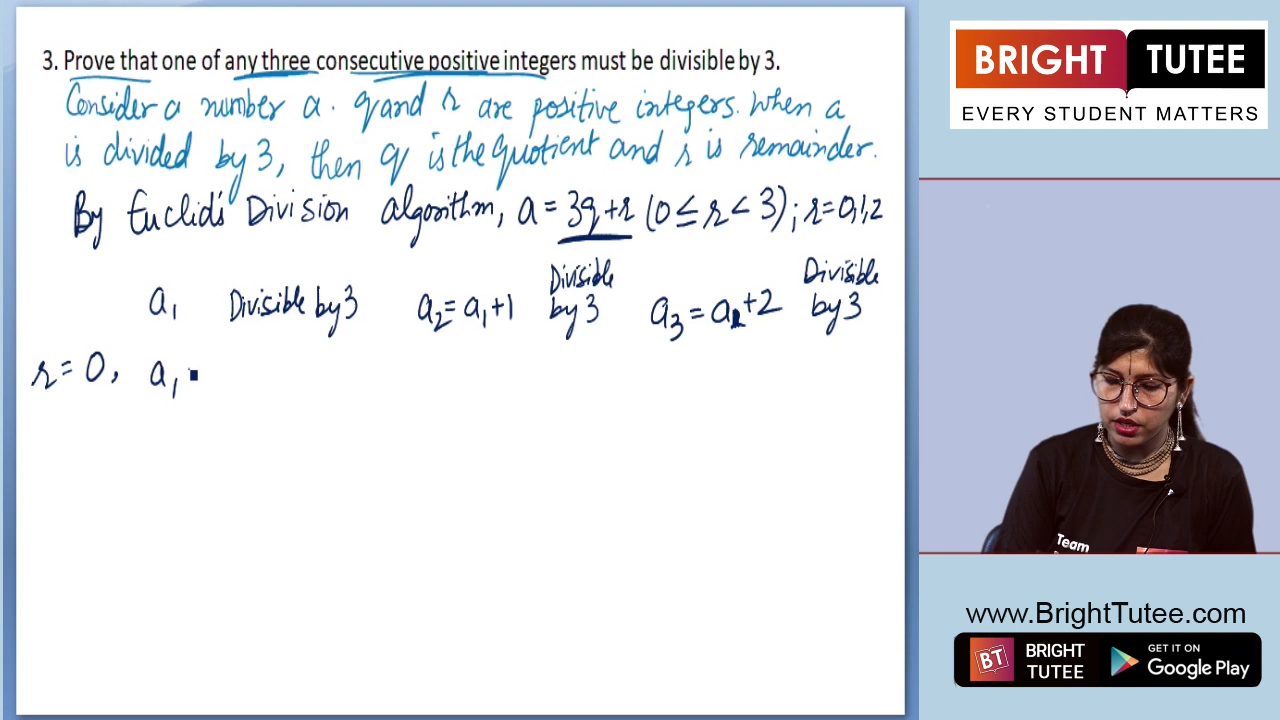 3. Prove that one of any three consecutive positive integers must be divisible by 3.
Consider a number a. q and r are positive integers. When a
is divided by 3, then q is the quotient and r is remainder.
By Euclid's Division algorithm, a = 3q+r (0 ≤ r < 3); r=0,1,2
a₁ Divisible by 3 a₂ = a₁+1 Divisible by 3 a₃ = a₁+2 Divisible by 3
r = 0, a₁
BRIGHT TUTEE
EVERY STUDENT MATTERS
Team
www.BrightTutee.com
BT BRIGHT TUTEE
GET IT ON
Google Play